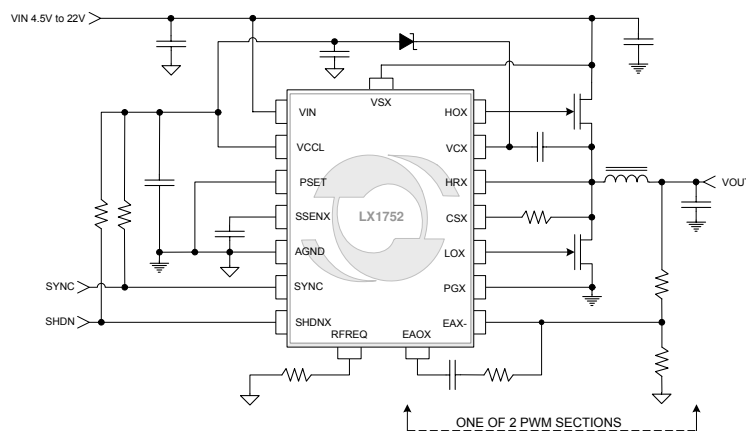 VIN 4.5V to 22V
VSX
VIN
HOX
VCCL
VCX
PSET
HRX
VOUT
LX1752
SSENX
CSX
AGND
LOX
SYNC
SYNC
PGX
SHDN
SHDNX
EAX-
RFREQ
EAOX
ONE OF 2 PWM SECTIONS